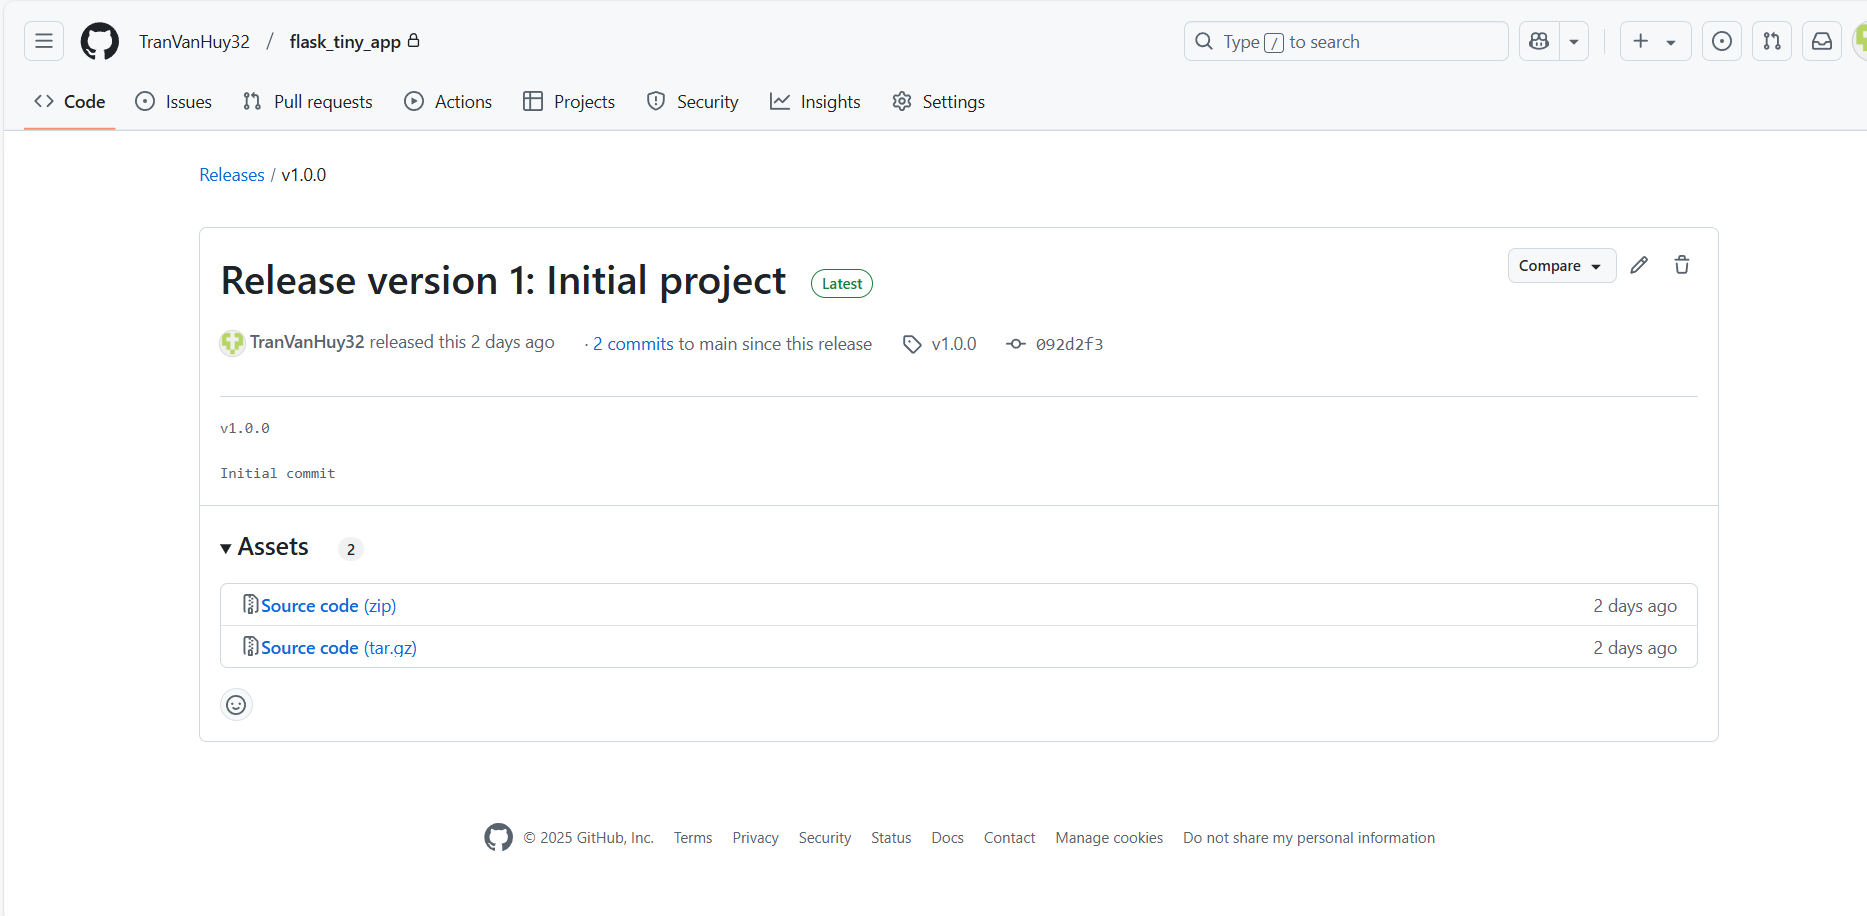 TranVanHuy32 / flask_tiny_app
Type / to search
Code Issues Pull requests Actions Projects Security Insights Settings
Releases / v1.0.0
Release version 1: Initial project Latest
Compare
TranVanHuy32 released this 2 days ago · 2 commits to main since this release v1.0.0 092d2f3
v1.0.0
Initial commit
Assets 2
Source code (zip) 2 days ago
Source code (tar.gz) 2 days ago
© 2025 GitHub, Inc. Terms Privacy Security Status Docs Contact Manage cookies Do not share my personal information